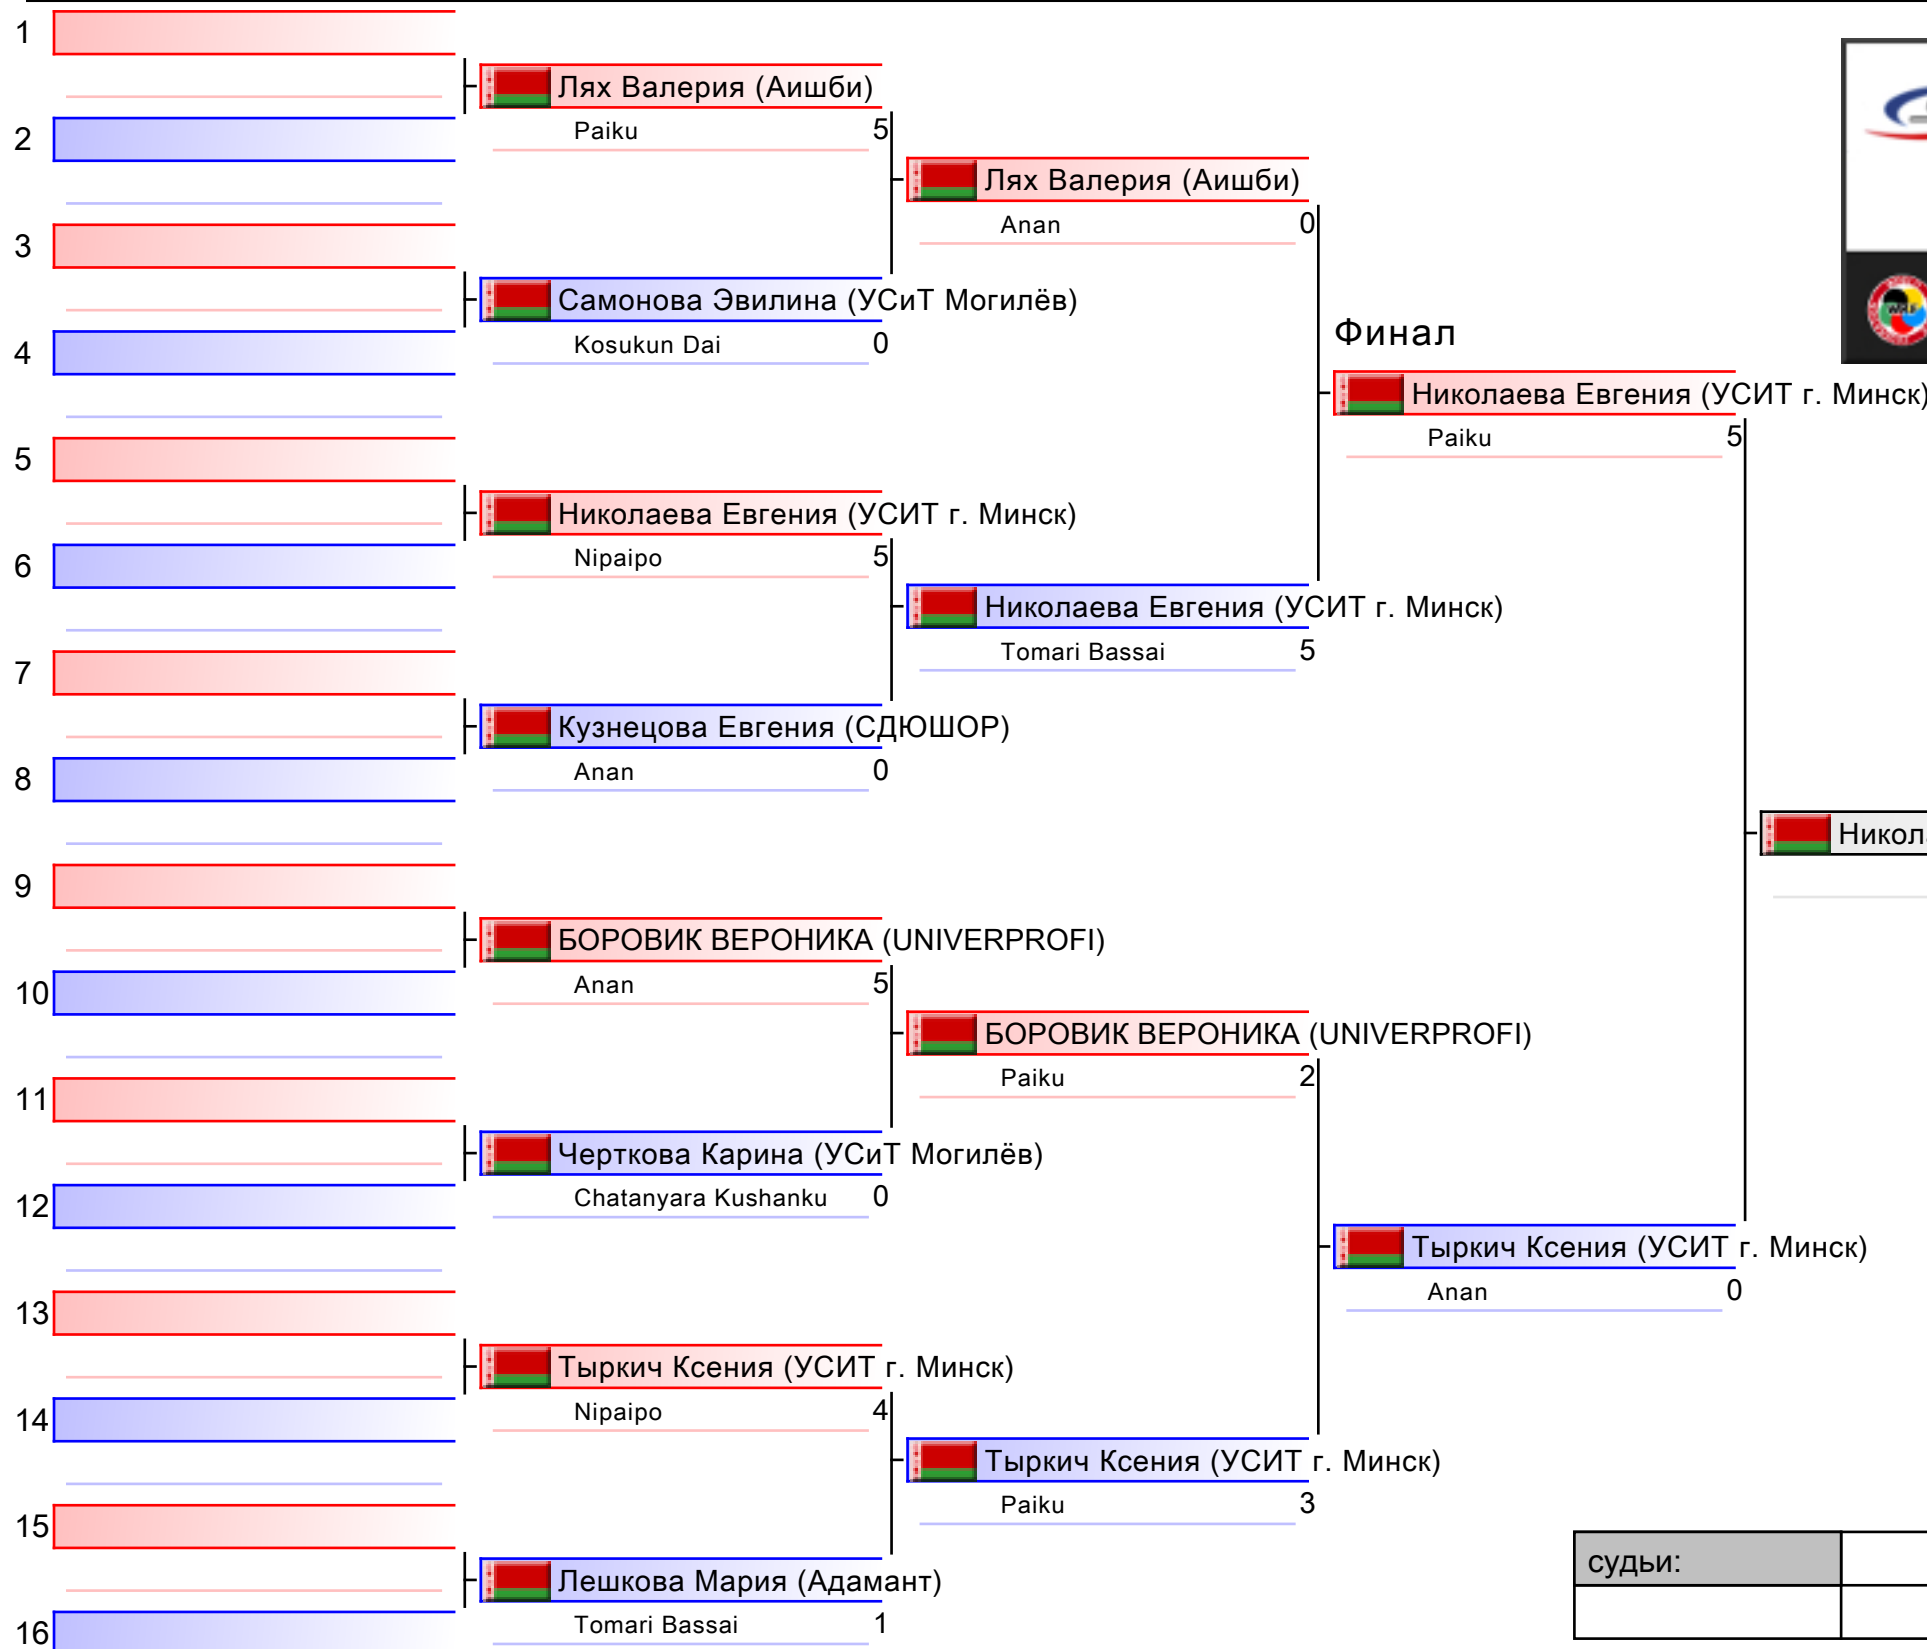 1
Лях Валерия (Аишби)
Paiku 5
2
Лях Валерия (Аишби)
Anan 0
3
Самонова Эвилина (УСиТ Могилёв)
Kosukun Dai 0
4
Финал
Николаева Евгения (УСИТ г. Минск)
Paiku 5
5
Николаева Евгения (УСИТ г. Минск)
Nipaipo 5
6
Николаева Евгения (УСИТ г. Минск)
Tomari Bassai 5
7
Кузнецова Евгения (СДЮШОР)
Anan 0
8
Никол
9
БОРОВИК ВЕРОНИКА (UNIVERPROFI)
Anan 5
10
БОРОВИК ВЕРОНИКА (UNIVERPROFI)
Paiku 2
11
Черткова Карина (УСиТ Могилёв)
Chatanyara Kushanku 0
12
Тыркич Ксения (УСИТ г. Минск)
Anan 0
13
Тыркич Ксения (УСИТ г. Минск)
Nipaipo 4
14
Тыркич Ксения (УСИТ г. Минск)
Paiku 3
15
Лешкова Мария (Адамант)
Tomari Bassai 1
16
судьи: